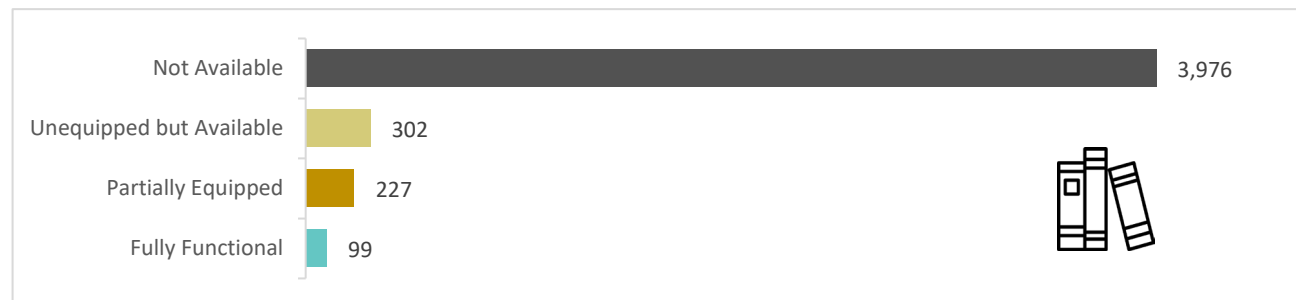 Not Available 3,976
Unequipped but Available 302
Partially Equipped 227
Fully Functional 99